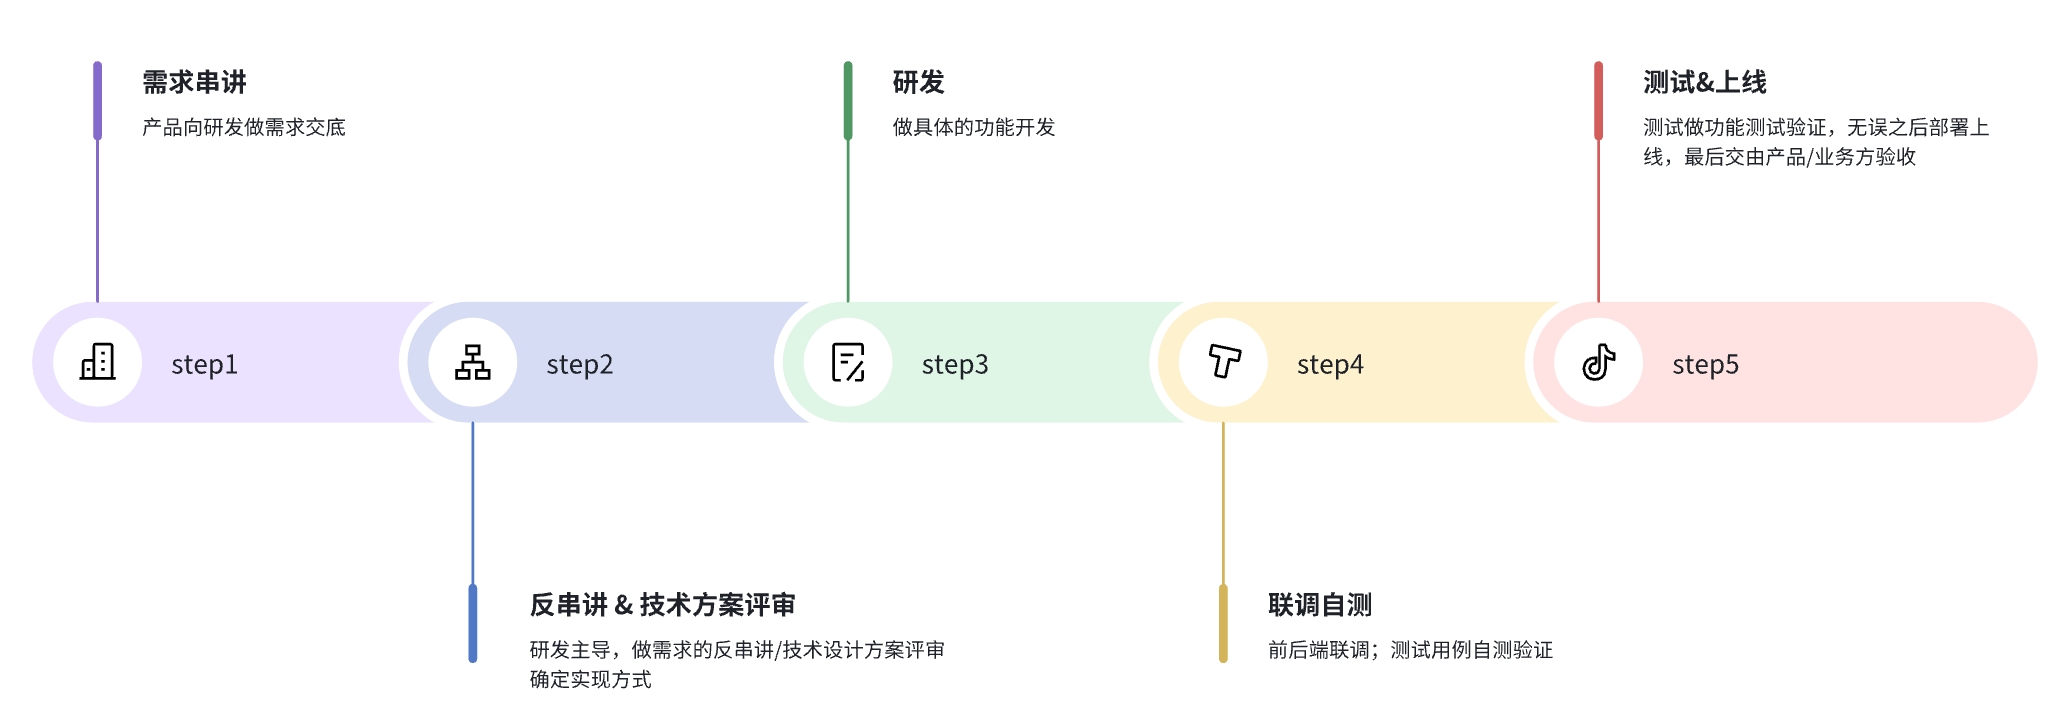 需求串讲
产品向研发做需求交底
研发
做具体的功能开发
测试&上线
测试做功能测试验证，无误之后部署上
线，最后交由产品/业务方验收
step1
step2
step3
step4
step5
反串讲 & 技术方案评审
研发主导，做需求的反串讲/技术设计方案评审
确定实现方式
联调自测
前后端联调；测试用例自测验证